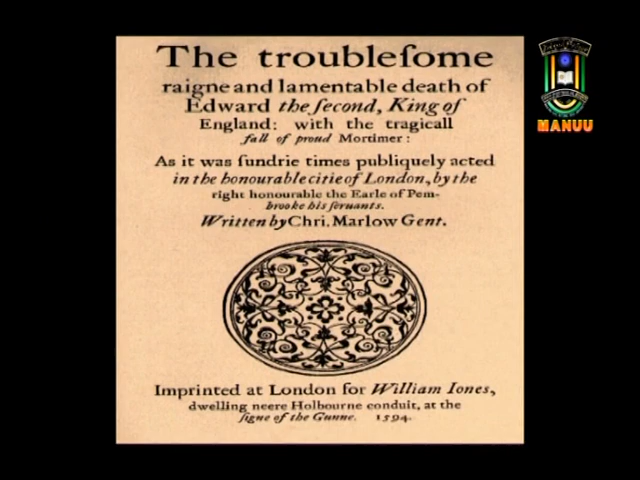 The troubleſome
raigne and lamentable death of
Edward the ſecond, King of
England: with the tragicall
fall of proud Mortimer:
As it was ſundrie times publiquely acted
in the honourable citie of London, by the
right honourable the Earle of Pem-
brooke his ſeruants.
Written by Chri. Marlow Gent.
Imprinted at London for William Iones,
dwelling neere Holbourne conduit, at the
ſigne of the Gunne. 1594.
MANUU